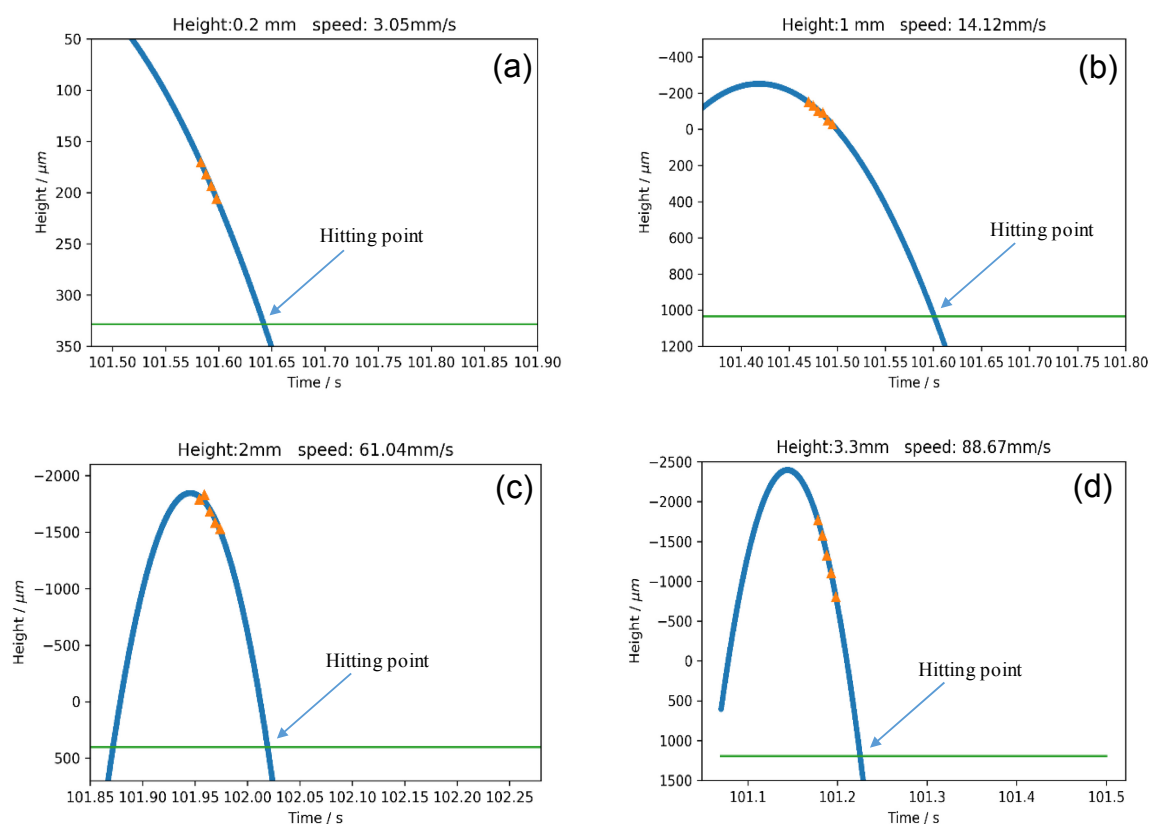 Height:0.2 mm   speed: 3.05mm/s
(a)
50
100
150
200
250
300
350
Height / μm
Hitting point
101.50 101.55 101.60 101.65 101.70 101.75 101.80 101.85 101.90
Time / s
Height:1 mm   speed: 14.12mm/s
(b)
−400
−200
0
200
400
600
800
1000
1200
Height / μm
Hitting point
101.40 101.45 101.50 101.55 101.60 101.65 101.70 101.75 101.80
Time / s
Height:2mm   speed: 61.04mm/s
(c)
−2000
−1500
−1000
−500
0
500
Height / μm
Hitting point
101.85 101.90 101.95 102.00 102.05 102.10 102.15 102.20 102.25
Time / s
Height:3.3mm   speed: 88.67mm/s
(d)
−2500
−2000
−1500
−1000
−500
0
500
1000
1500
Height / μm
Hitting point
101.1 101.2 101.3 101.4 101.5
Time / s